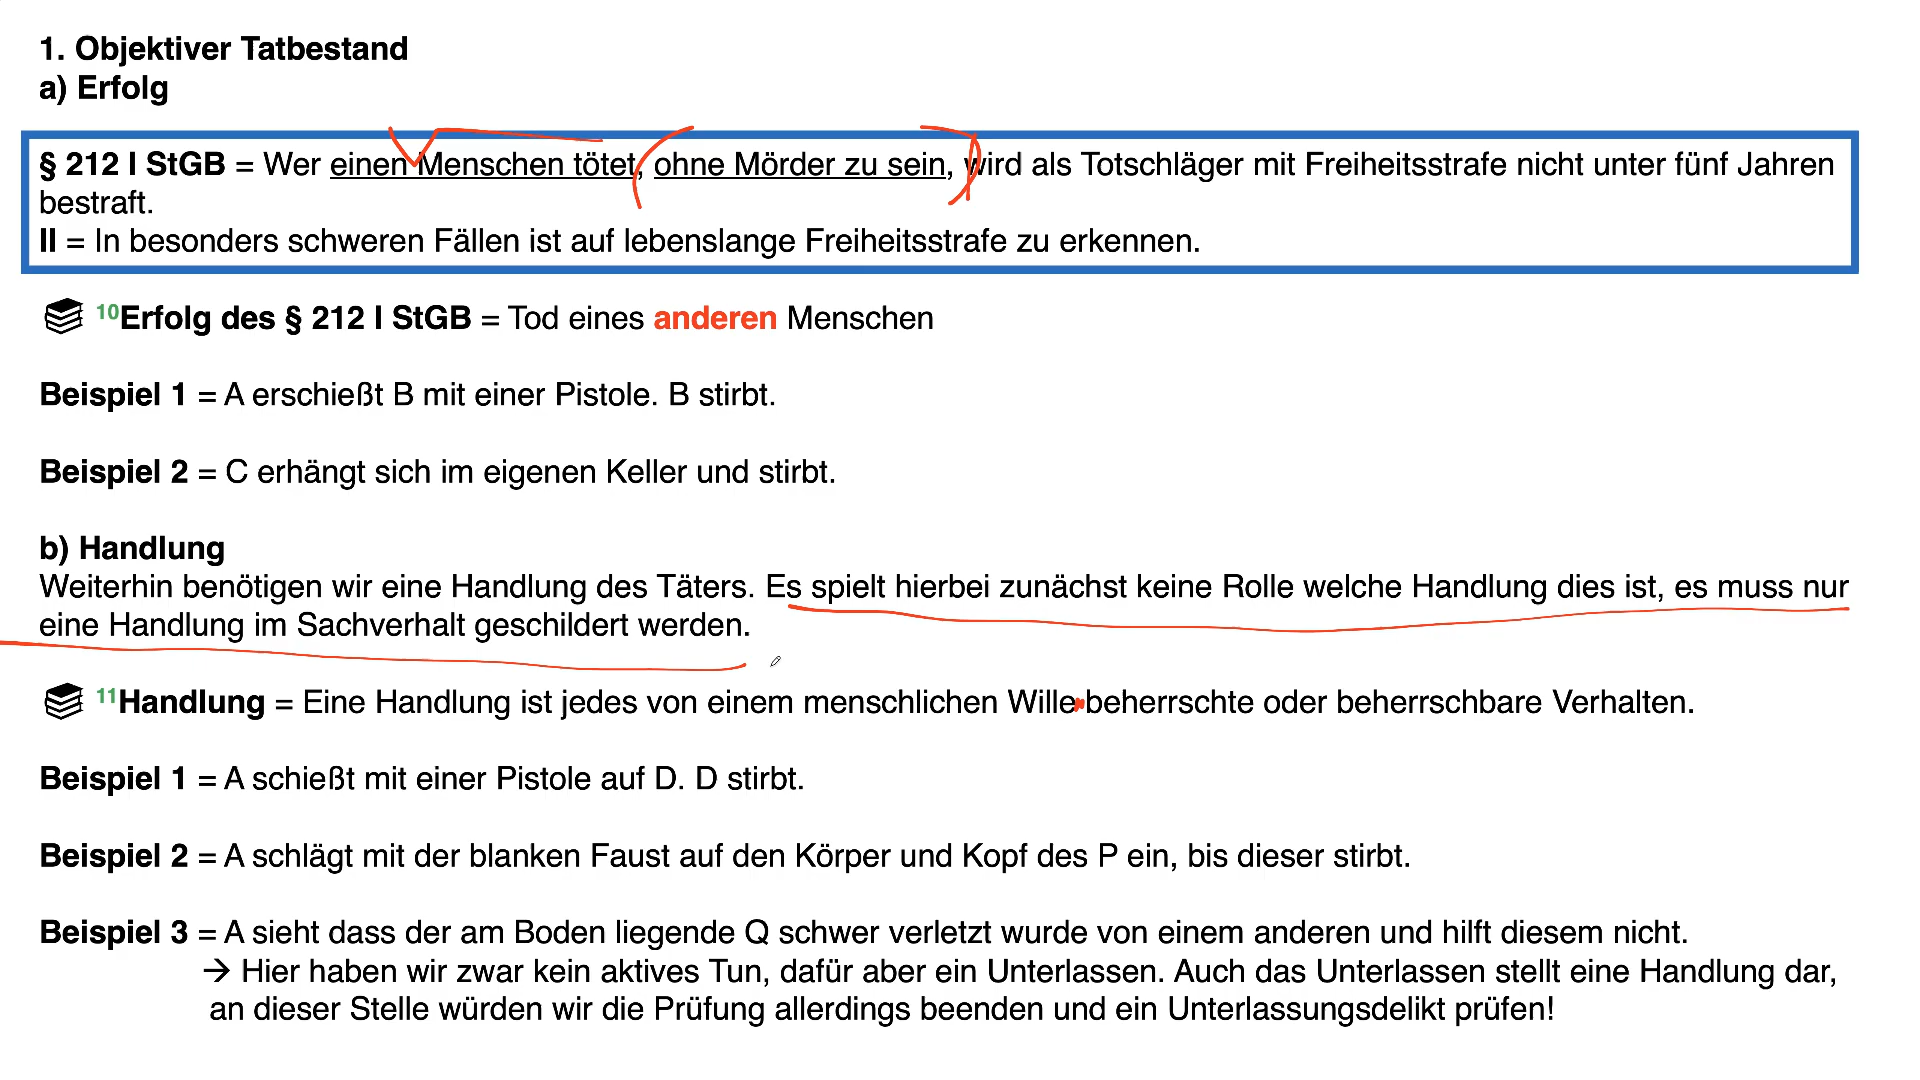 1. Objektiver Tatbestand
a) Erfolg
§ 212 I StGB = Wer einen Menschen tötet, ohne Mörder zu sein, wird als Totschläger mit Freiheitsstrafe nicht unter fünf Jahren
bestraft.
II = In besonders schweren Fällen ist auf lebenslange Freiheitsstrafe zu erkennen.
10Erfolg des § 212 I StGB = Tod eines anderen Menschen
Beispiel 1 = A erschießt B mit einer Pistole. B stirbt.
Beispiel 2 = C erhängt sich im eigenen Keller und stirbt.
b) Handlung
Weiterhin benötigen wir eine Handlung des Täters. Es spielt hierbei zunächst keine Rolle welche Handlung dies ist, es muss nur
eine Handlung im Sachverhalt geschildert werden.
11Handlung = Eine Handlung ist jedes von einem menschlichen Wille beherrschte oder beherrschbare Verhalten.
Beispiel 1 = A schießt mit einer Pistole auf D. D stirbt.
Beispiel 2 = A schlägt mit der blanken Faust auf den Körper und Kopf des P ein, bis dieser stirbt.
Beispiel 3 = A sieht dass der am Boden liegende Q schwer verletzt wurde von einem anderen und hilft diesem nicht.
→ Hier haben wir zwar kein aktives Tun, dafür aber ein Unterlassen. Auch das Unterlassen stellt eine Handlung dar,
an dieser Stelle würden wir die Prüfung allerdings beenden und ein Unterlassungsdelikt prüfen!